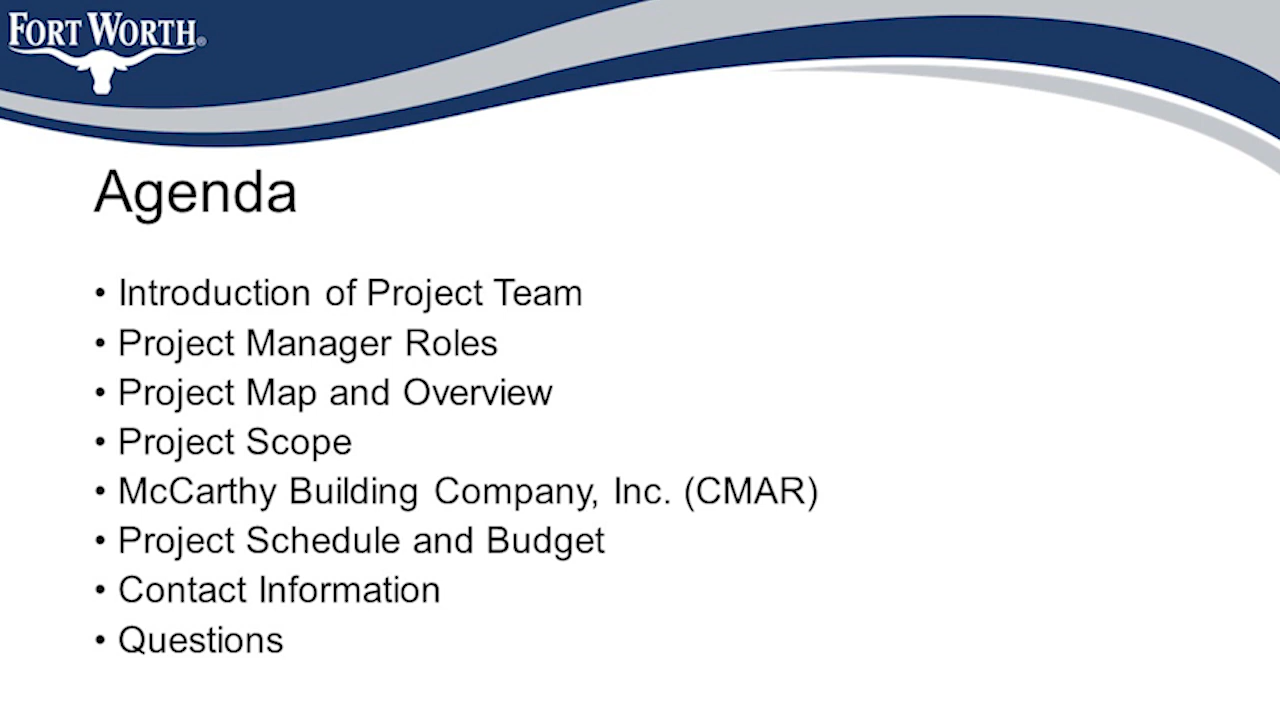 FORT WORTH®
Agenda
• Introduction of Project Team
• Project Manager Roles
• Project Map and Overview
• Project Scope
• McCarthy Building Company, Inc. (CMAR)
• Project Schedule and Budget
• Contact Information
• Questions